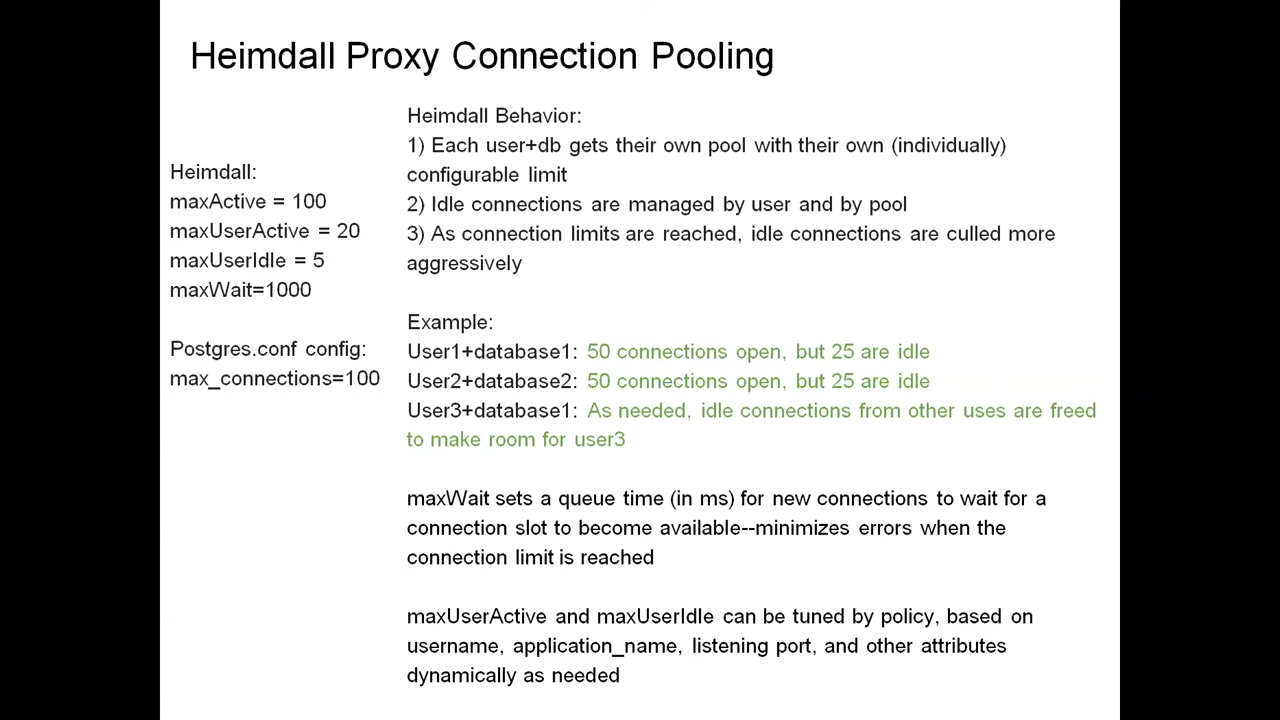 Heimdall Proxy Connection Pooling
Heimdall:
maxActive = 100
maxUserActive = 20
maxUserIdle = 5
maxWait=1000
Postgres.conf config:
max_connections=100
Heimdall Behavior:
1) Each user+db gets their own pool with their own (individually)
configurable limit
2) Idle connections are managed by user and by pool
3) As connection limits are reached, idle connections are culled more
aggressively
Example:
User1+database1: 50 connections open, but 25 are idle
User2+database2: 50 connections open, but 25 are idle
User3+database1: As needed, idle connections from other uses are freed
to make room for user3
maxWait sets a queue time (in ms) for new connections to wait for a
connection slot to become available--minimizes errors when the
connection limit is reached
maxUserActive and maxUserIdle can be tuned by policy, based on
username, application_name, listening port, and other attributes
dynamically as needed